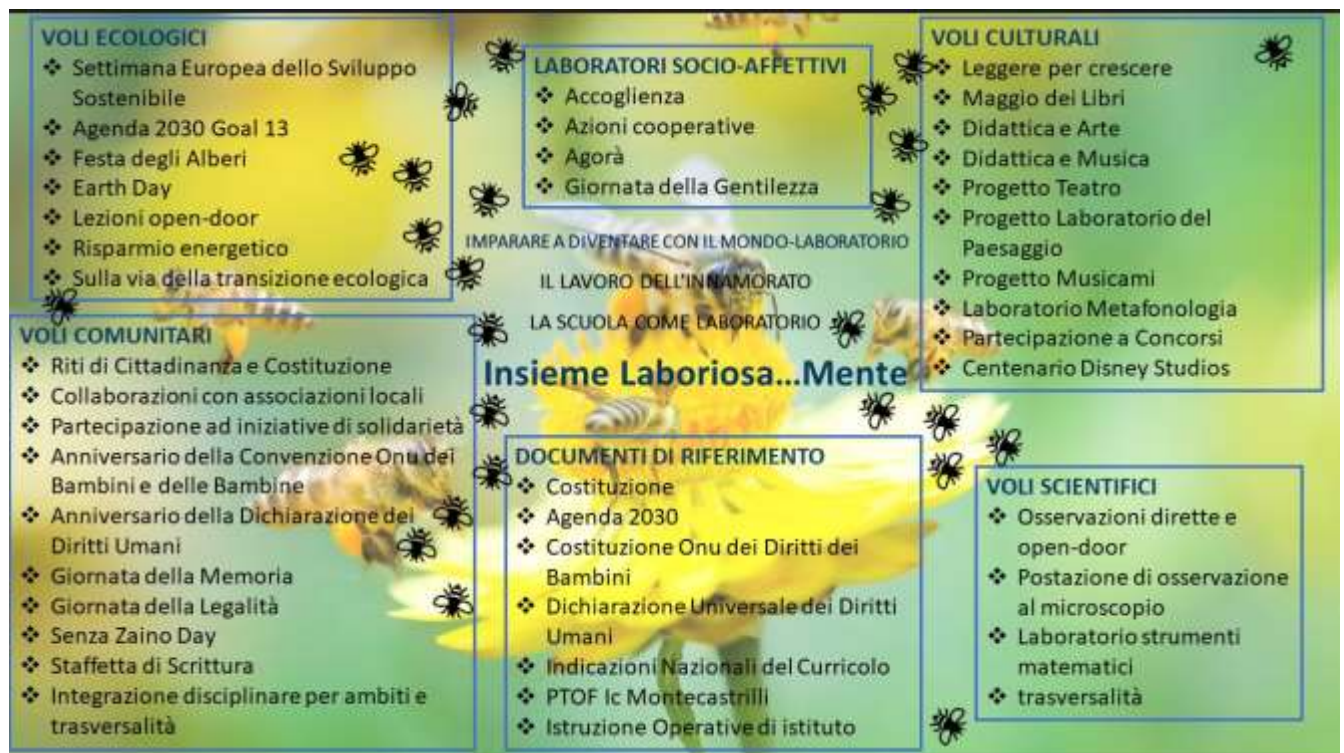 VOLI ECOLOGICI
❖ Settimana Europea dello Sviluppo
Sostenibile
❖ Agenda 2030 Goal 13
❖ Festa degli Alberi
❖ Earth Day
❖ Lezioni open-door
❖ Risparmio energetico
❖ Sulla via della transizione ecologica
LABORATORI SOCIO-AFFETTIVI
❖ Accoglienza
❖ Azioni cooperative
❖ Agorà
❖ Giornata della Gentilezza
VOLI CULTURALI
❖ Leggere per crescere
❖ Maggio dei Libri
❖ Didattica e Arte
❖ Didattica e Musica
❖ Progetto Teatro
❖ Progetto Laboratorio del
Paesaggio
❖ Progetto Musicami
❖ Laboratorio Metafonologia
❖ Partecipazione a Concorsi
❖ Centenario Disney Studios
IMPARARE A DIVENTARE CON IL MONDO-LABORATORIO
IL LAVORO DELL'INNAMORATO
LA SCUOLA COME LABORATORIO
Insieme Laboriosa...Mente
VOLI COMUNITARI
❖ Riti di Cittadinanza e Costituzione
❖ Collaborazioni con associazioni locali
❖ Partecipazione ad iniziative di solidarietà
❖ Anniversario della Convenzione Onu dei
Bambini e delle Bambine
❖ Anniversario della Dichiarazione dei
Diritti Umani
❖ Giornata della Memoria
❖ Giornata della Legalità
❖ Senza Zaino Day
❖ Staffetta di Scrittura
❖ Integrazione disciplinare per ambiti e
trasversalità
DOCUMENTI DI RIFERIMENTO
❖ Costituzione
❖ Agenda 2030
❖ Costituzione Onu dei Diritti dei
Bambini
❖ Dichiarazione Universale dei Diritti
Umani
❖ Indicazioni Nazionali del Curricolo
❖ PTOF Ic Montecastrilli
❖ Istruzione Operative di istituto
VOLI SCIENTIFICI
❖ Osservazioni dirette e
open-door
❖ Postazione di osservazione
al microscopio
❖ Laboratorio strumenti
matematici
❖ trasversalità